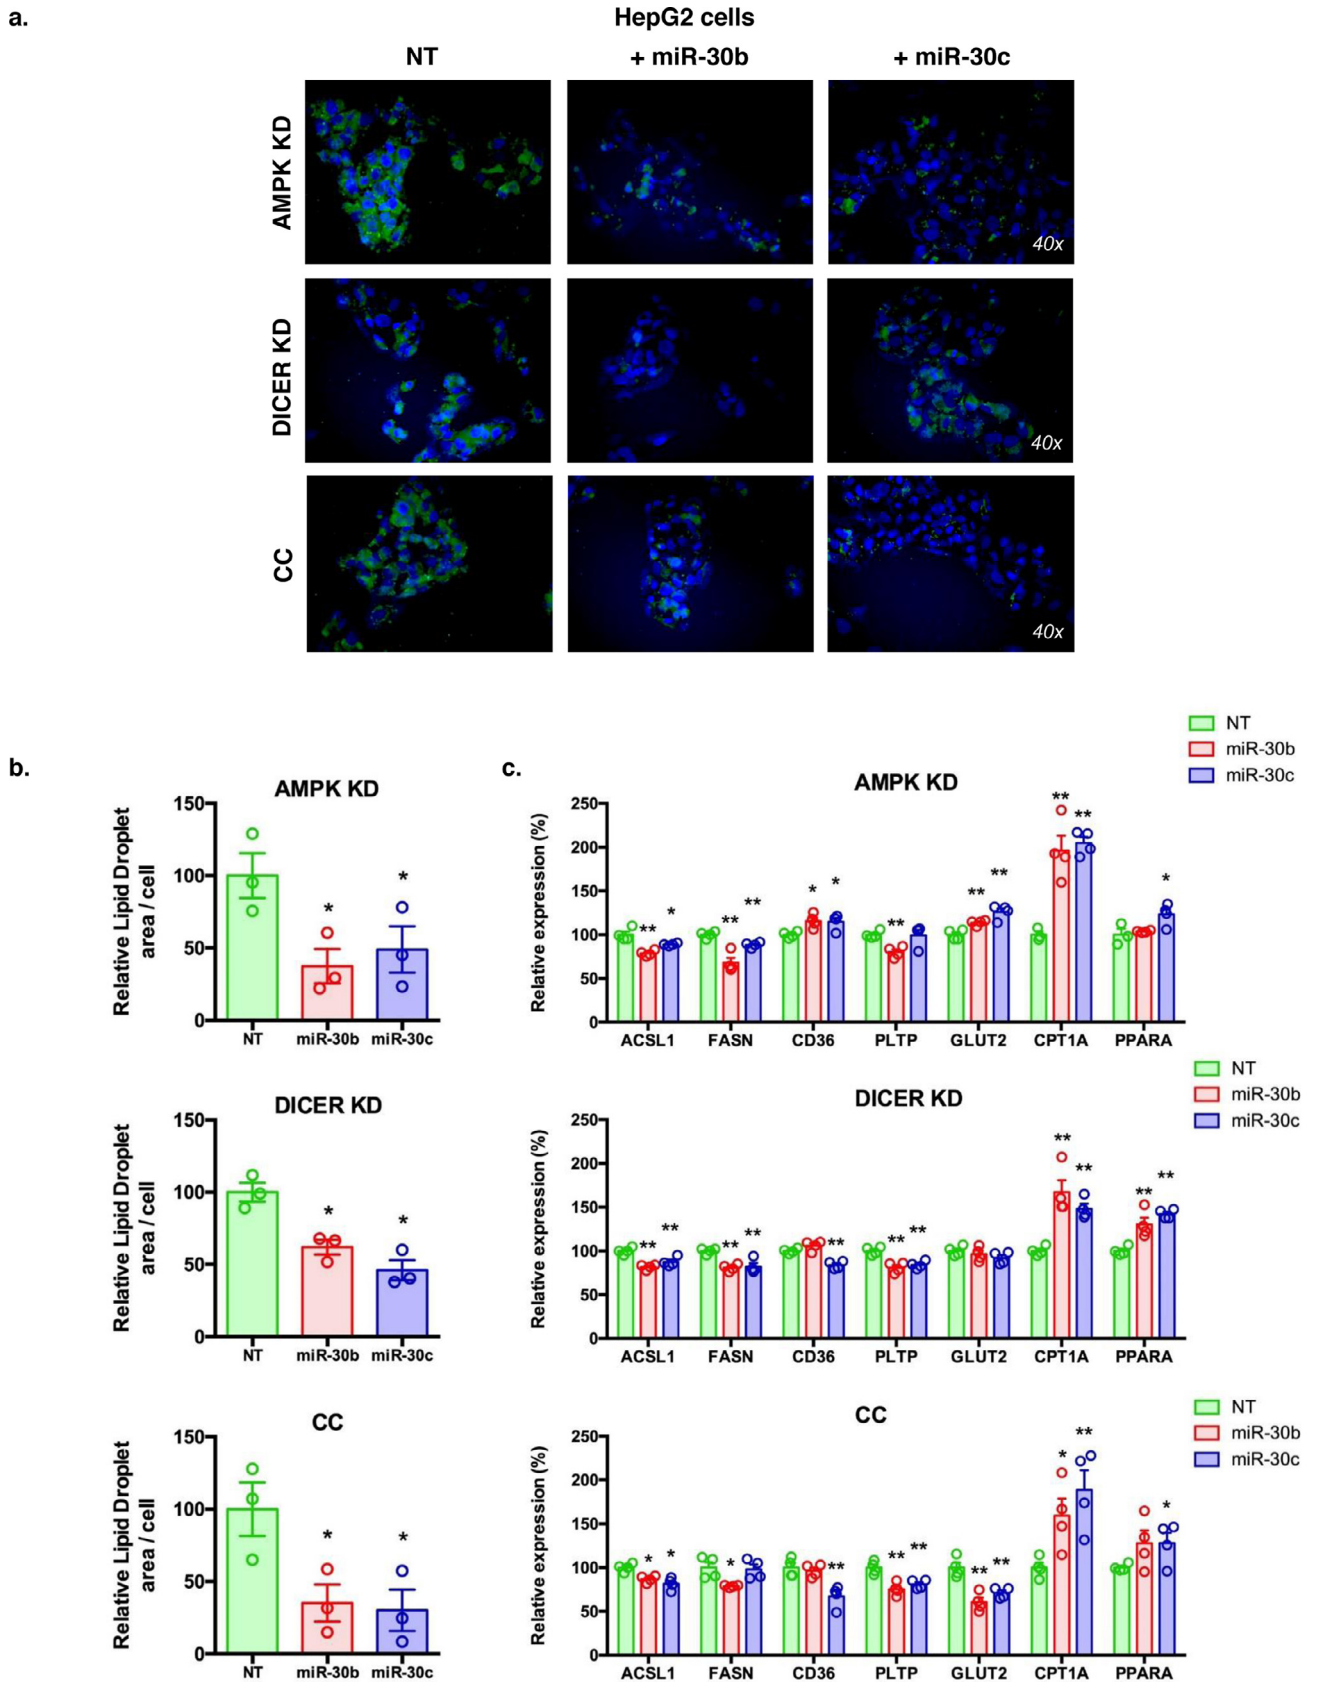 a.
HepG2 cells
NT
+ miR-30b
+ miR-30c
AMPK KD
40x
DICER KD
40x
CC
40x
NT
miR-30b
miR-30c
b.
AMPK KD
Relative Lipid Droplet
area / cell
150
100
50
0
NT miR-30b miR-30c
* *
c.
AMPK KD
Relative expression (%)
250
200
150
100
50
0
** * ** ** * * ** ** ** ** ** *
ACSL1 FASN CD36 PLTP GLUT2 CPT1A PPARA
NT
miR-30b
miR-30c
DICER KD
Relative Lipid Droplet
area / cell
150
100
50
0
* *
NT miR-30b miR-30c
DICER KD
Relative expression (%)
250
200
150
100
50
0
** ** ** ** ** ** ** ** ** ** **
ACSL1 FASN CD36 PLTP GLUT2 CPT1A PPARA
NT
miR-30b
miR-30c
CC
Relative Lipid Droplet
area / cell
150
100
50
0
* *
NT miR-30b miR-30c
CC
Relative expression (%)
250
200
150
100
50
0
* * * ** ** ** ** ** * ** *
ACSL1 FASN CD36 PLTP GLUT2 CPT1A PPARA